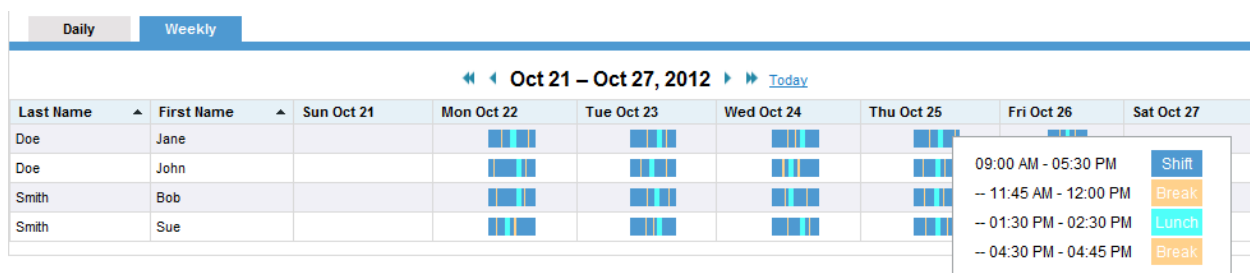 Daily Weekly
Oct 21 – Oct 27, 2012 Today
Last Name First Name Sun Oct 21 Mon Oct 22 Tue Oct 23 Wed Oct 24 Thu Oct 25 Fri Oct 26 Sat Oct 27
Doe Jane
Doe John
Smith Bob
Smith Sue
09:00 AM - 05:30 PM Shift
-- 11:45 AM - 12:00 PM Break
-- 01:30 PM - 02:30 PM Lunch
-- 04:30 PM - 04:45 PM Break